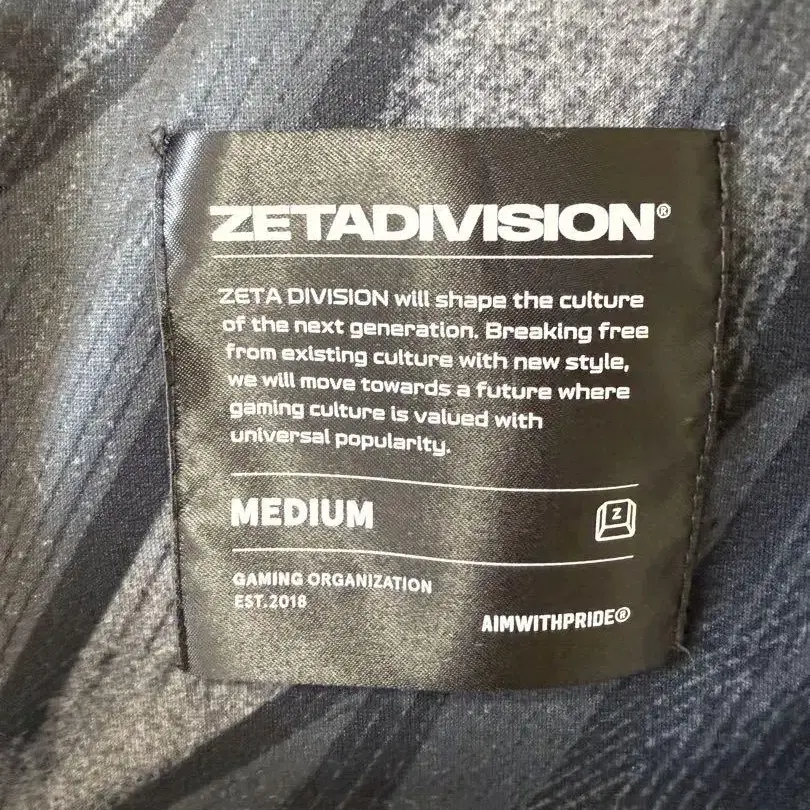 ZETADIVISION®
ZETA DIVISION will shape the culture
of the next generation. Breaking free
from existing culture with new style,
we will move towards a future where
gaming culture is valued with
universal popularity.
MEDIUM
Z
GAMING ORGANIZATION
EST.2018
AIMWITHPRIDE®